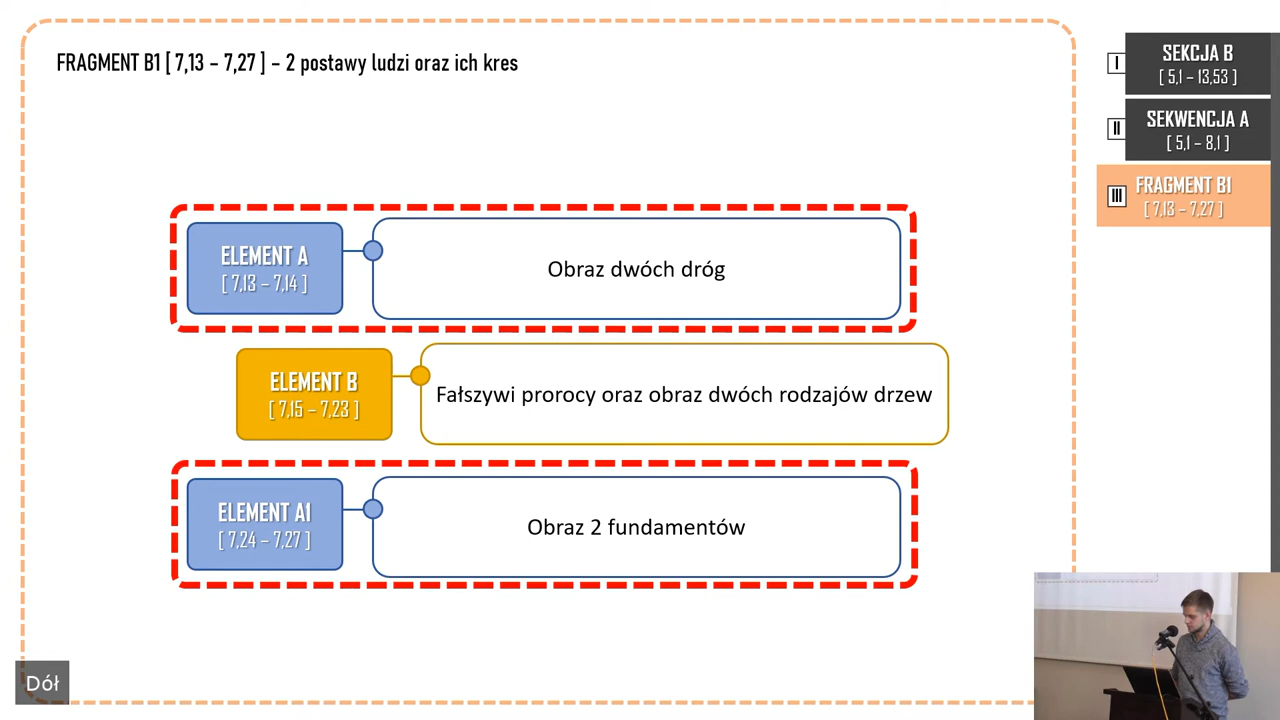 FRAGMENT B1 [ 7,13 – 7,27 ] – 2 postawy ludzi oraz ich kres
I
SEKCJA B
[ 5,1 – 13,53 ]
II
SEKWENCJA A
[ 5,1 – 8,1 ]
III
FRAGMENT B1
[ 7,13 – 7,27 ]
ELEMENT A
[ 7,13 – 7,14 ]
Obraz dwóch dróg
ELEMENT B
[ 7,15 – 7,23 ]
Fałszywi prorocy oraz obraz dwóch rodzajów drzew
ELEMENT A1
[ 7,24 – 7,27 ]
Obraz 2 fundamentów
Dół